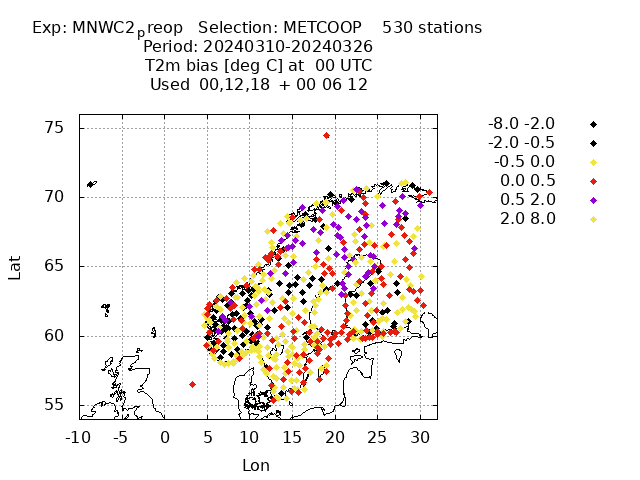 Exp: MNWC2preop Selection: METCOOP 530 stations
Period: 20240310-20240326
T2m bias [deg C] at 00 UTC
Used 00,12,18 + 00 06 12
-8.0 -2.0
-2.0 -0.5
-0.5 0.0
0.0 0.5
0.5 2.0
2.0 8.0
75
70
65
60
55
Lat
-10 -5 0 5 10 15 20 25 30
Lon